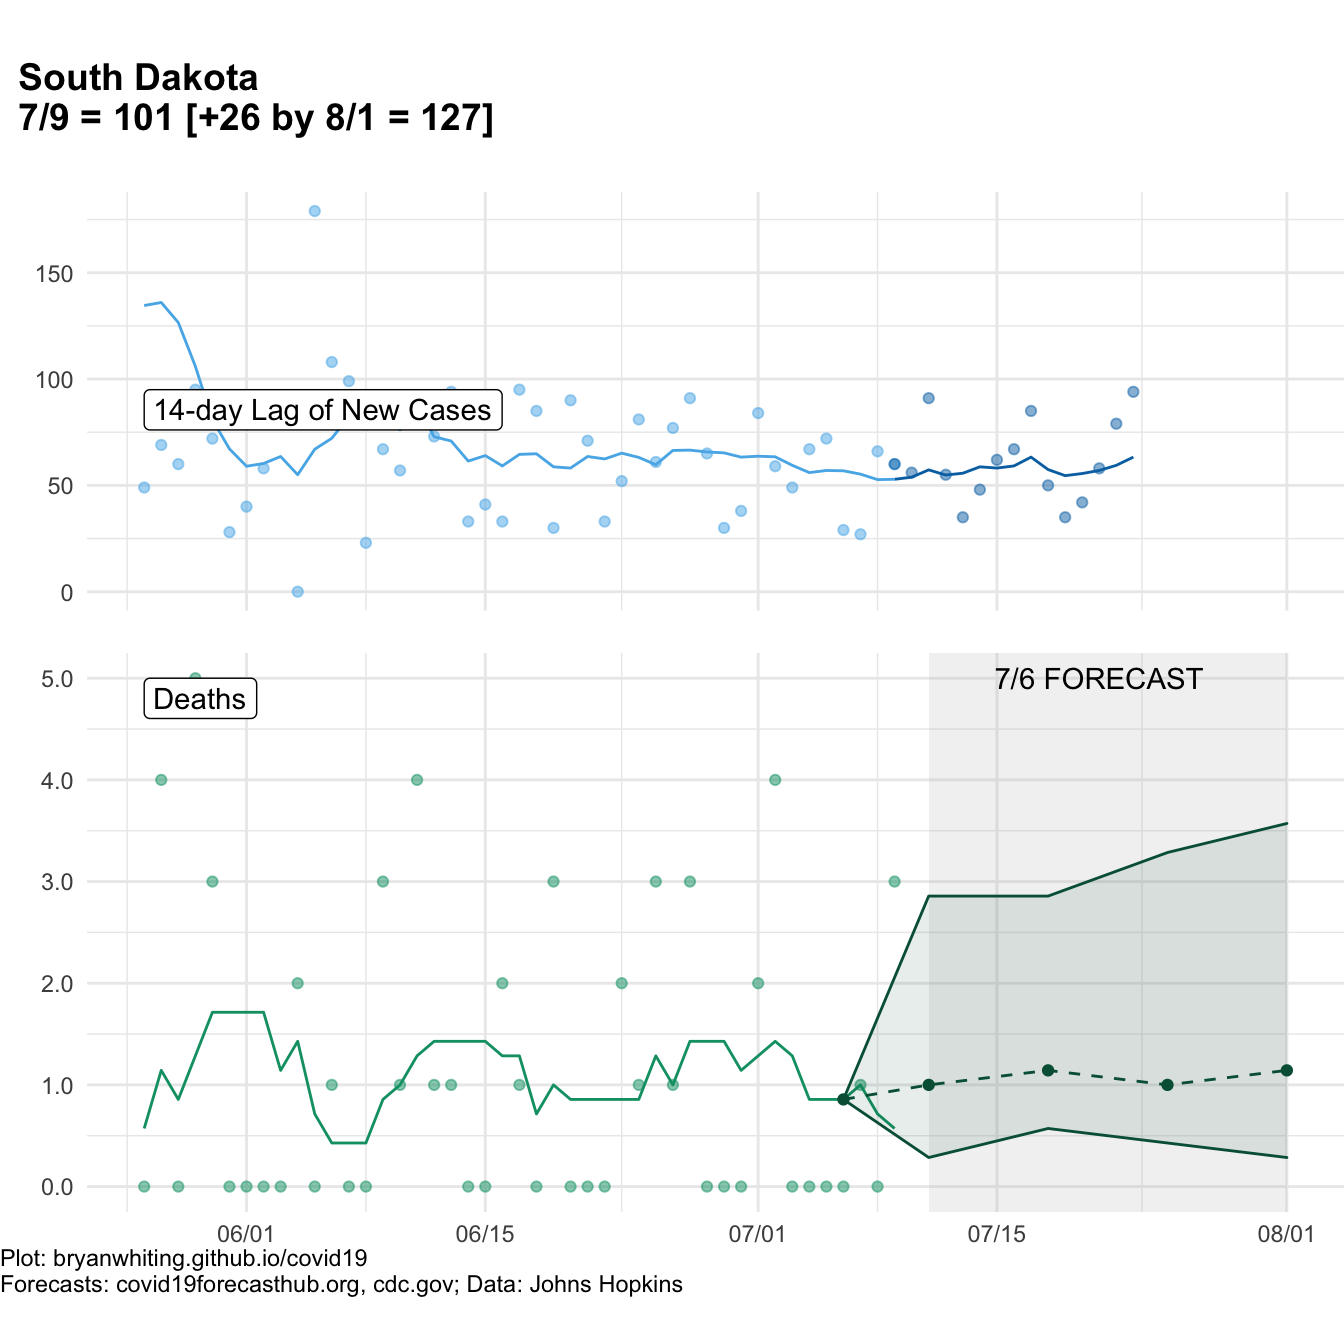 South Dakota
7/9 = 101 [+26 by 8/1 = 127]
150
100
14-day Lag of New Cases
50
0
5.0
7/6 FORECAST
Deaths
4.0
3.0
2.0
1.0
0.0
06/01 06/15 07/01 07/15 08/01
Plot: bryanwhiting.github.io/covid19
Forecasts: covid19forecasthub.org, cdc.gov; Data: Johns Hopkins